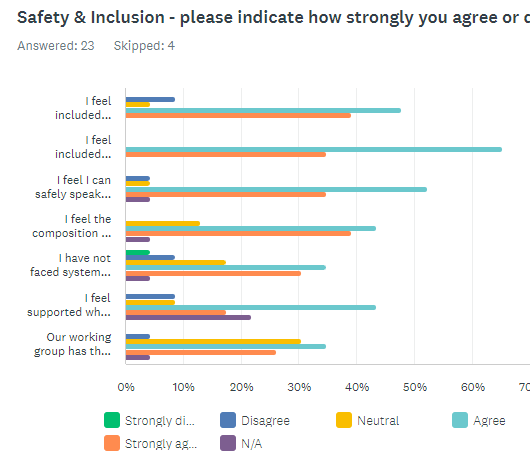 Safety & Inclusion - please indicate how strongly you agree or
Answered: 23 Skipped: 4
I feel
included...
I feel
included...
I feel I can
safely speak...
I feel the
composition ...
I have not
faced system...
I feel
supported wh...
Our working
group has th...
0% 10% 20% 30% 40% 50% 60% 70
Strongly di... Disagree Neutral Agree
Strongly ag... N/A